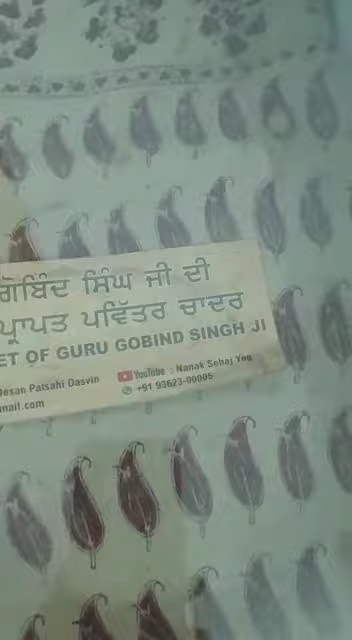 ਗੋਬਿੰਦ ਸਿੰਘ ਜੀ ਦੀ
ਪ੍ਰਾਪਤ ਪਵਿੱਤਰ ਚਾਦਰ
ET OF GURU GOBIND SINGH JI
Desan Patsahi Dasvin YouTube : Nanak Sehaj Yog
mail.com +91 93623-00005